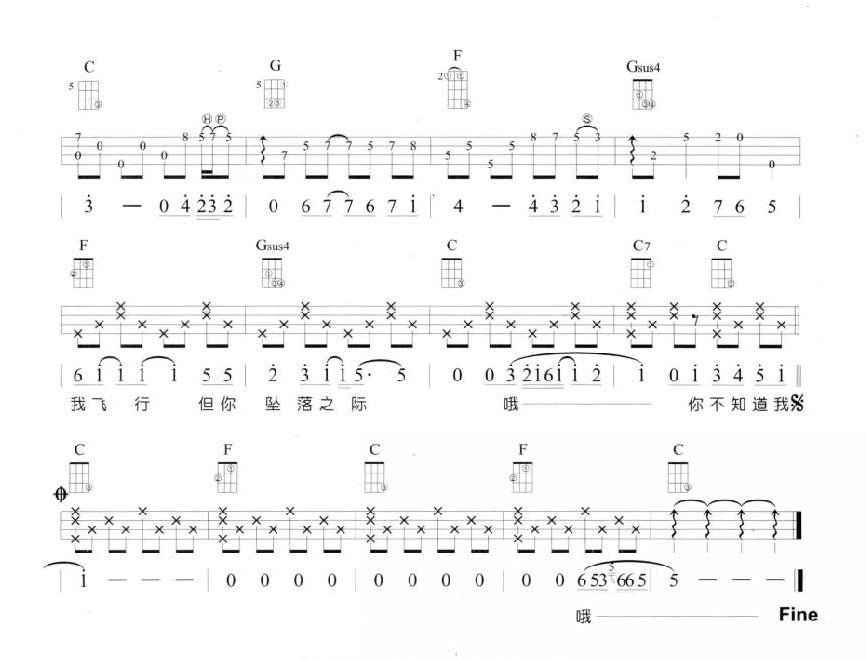 C G F Gsus4
5 5 2
H P S
7 0 0 0 0 0 8 5 7 5 7 5 7 7 5 7 8 5 5 5 5 8 7 5 3 2 5 2 0 0
3 — 0 4 2 3 2 0 6 7 7 6 7 1 4 — 4 3 2 1 1 2 7 6 5
F Gsus4 C C7 C
6 1 1 1 1 5 5 2 3 1 1 5· 5 0 0 3 2 1 6 1 1 2 1 0 1 3 4 5 1
我飞 行 但你 坠落之际 哦 你不知道我
C F C F C
1 — — — 0 0 0 0 0 0 0 0 0 0 6 5 3 5 6 6 5 5 — — —
哦 Fine